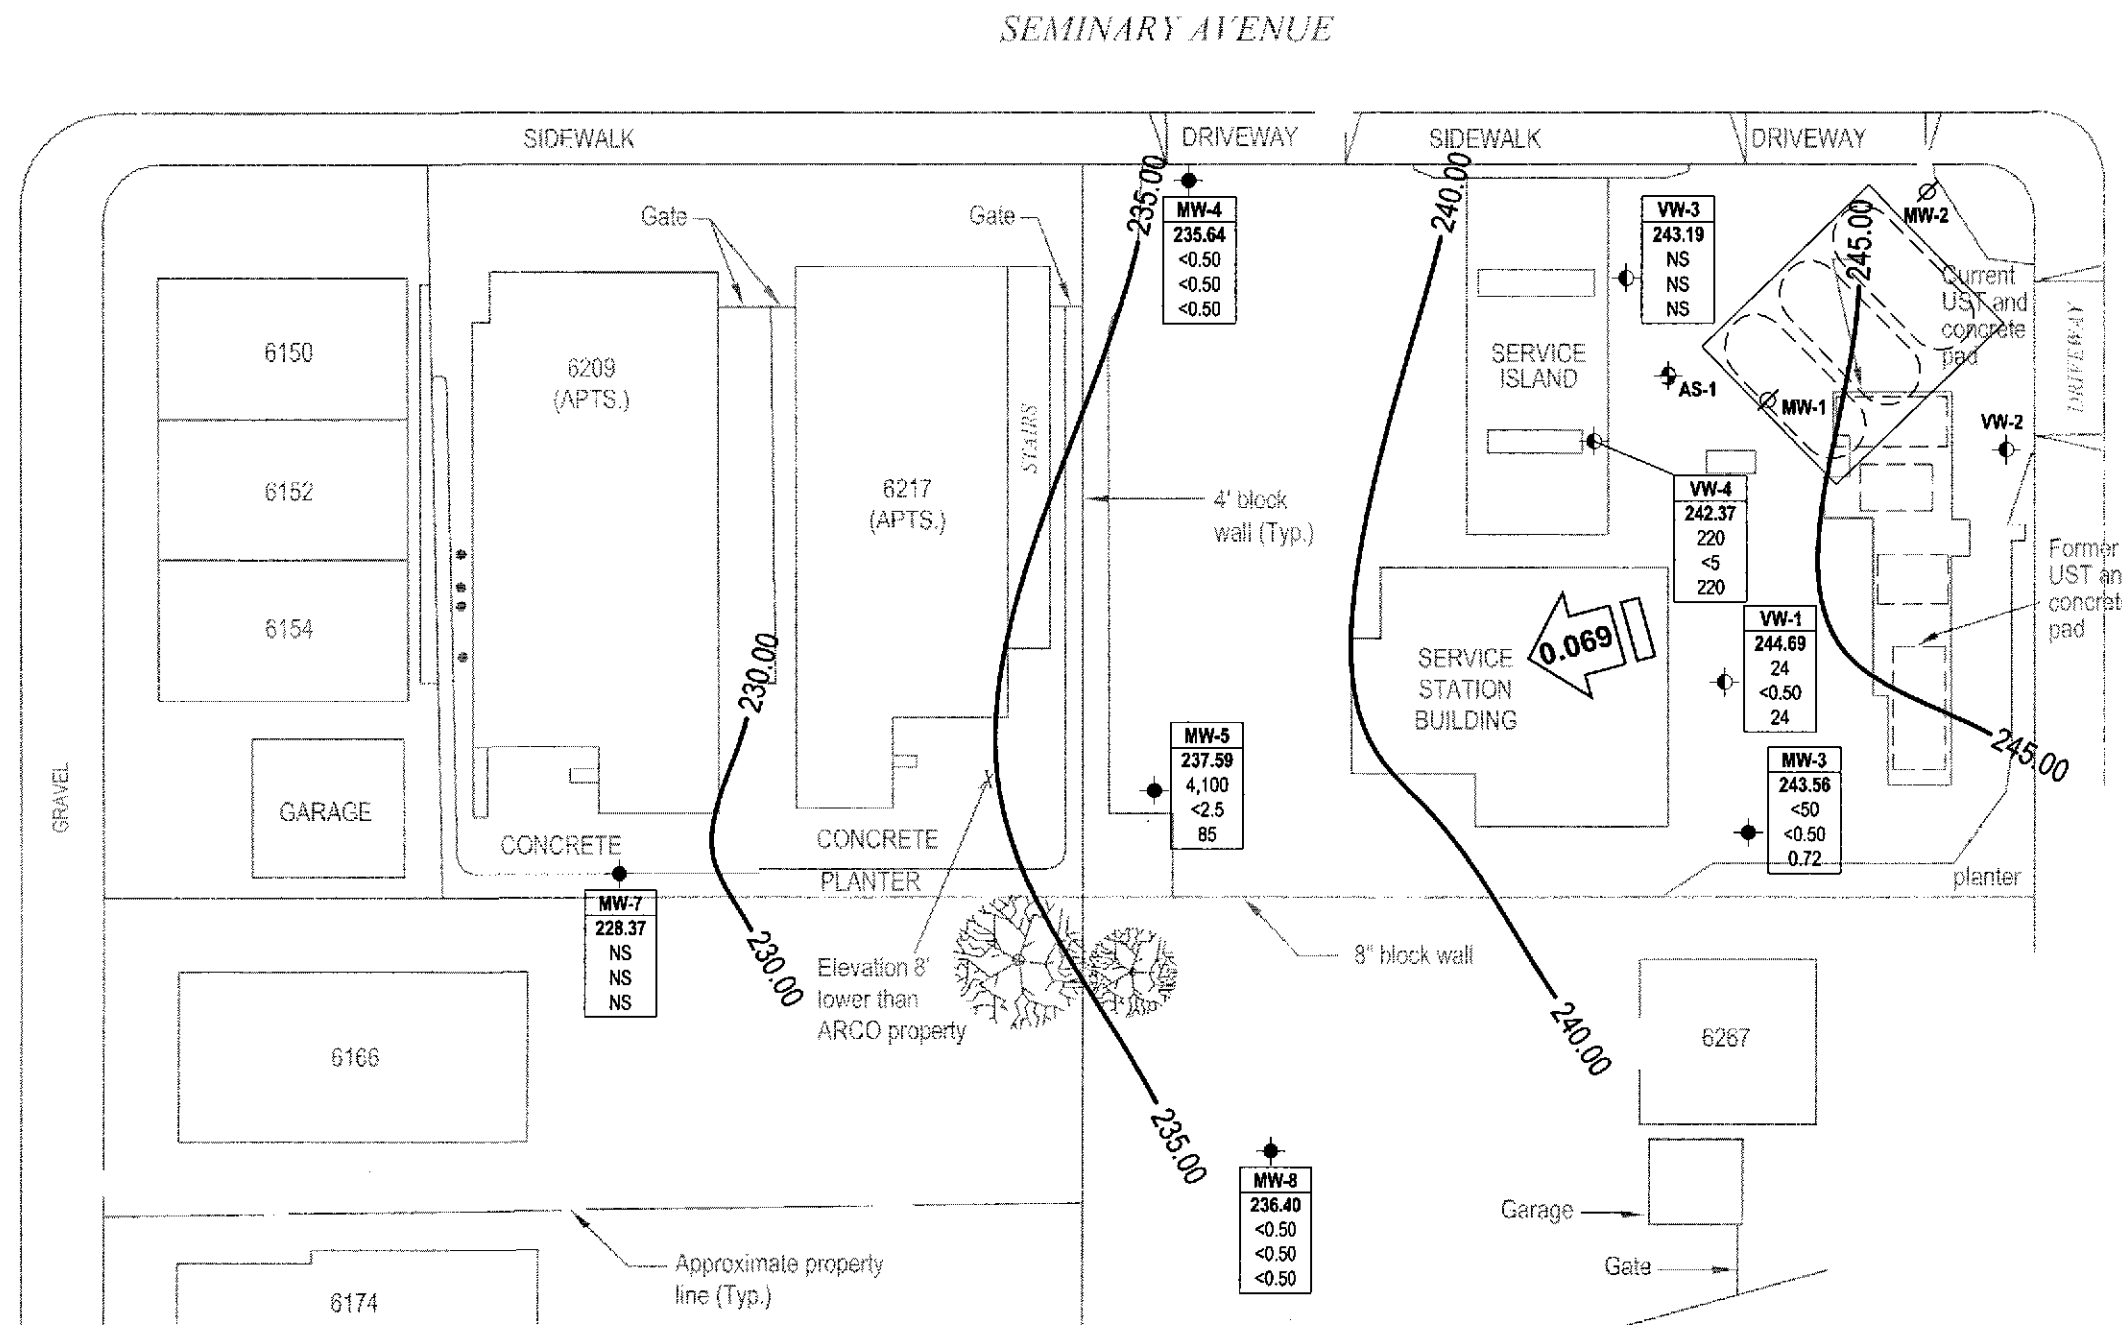 SEMINARY AVENUE
SIDEWALK
DRIVEWAY
SIDEWALK
DRIVEWAY
235.00
240.00
245.00
Gate
Gate
MW-4
235.64
<0.50
<0.50
<0.50
VW-3
243.19
NS
NS
NS
MW-2
Current
UST and
concrete
pad
DRIVEWAY
6150
6209
(APTS.)
SERVICE
ISLAND
AS-1
MW-1
VW-2
STAIRS
6152
6217
(APTS.)
4' block
wall (Typ.)
VW-4
242.37
220
<5
220
Former
UST an
concret
pad
6154
230.00
SERVICE
STATION
BUILDING
0.069
VW-1
244.69
24
<0.50
24
245.00
GRAVEL
GARAGE
CONCRETE
CONCRETE
X
MW-5
237.59
4,100
<2.5
85
MW-3
243.56
<50
<0.50
0.72
PLANTER
planter
MW-7
228.37
NS
NS
NS
230.00
Elevation 8'
lower than
ARCO property
8" block wall
240.00
6166
6267
235.00
MW-8
236.40
<0.50
<0.50
<0.50
Garage
Gate
Approximate property
line (Typ.)
6174